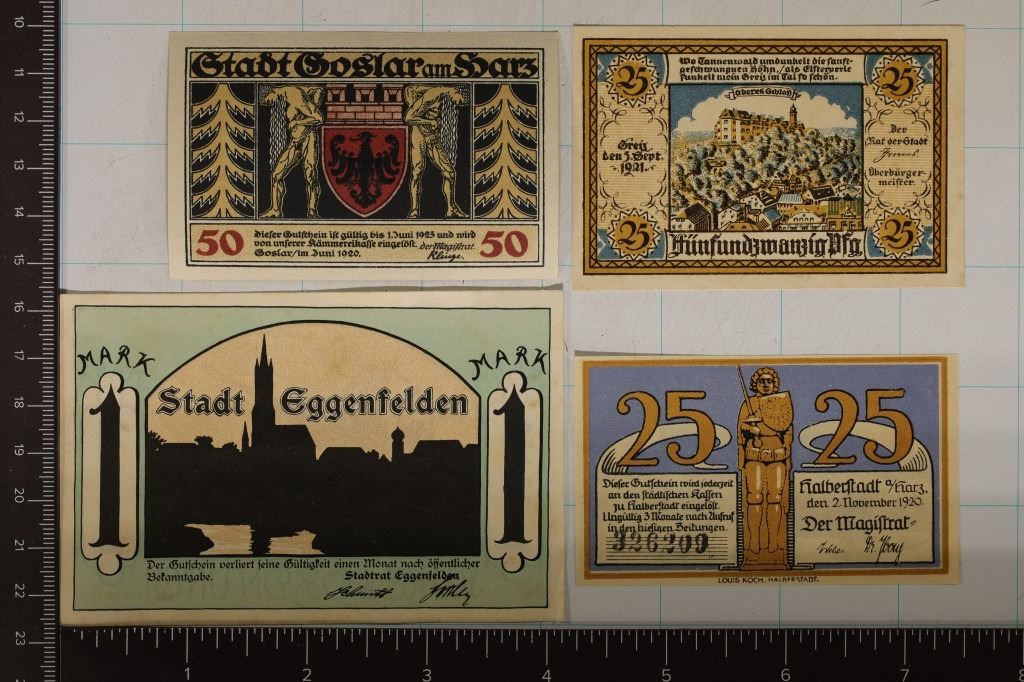 Stadt Goslar am Harz
50
Dieser Gutschein ist gültig bis 1. Juni 1923 und wird
von unserer Kämmereikasse eingelöst. der Magistrat
Goslar/im Juni 1920. Klinge.
50
Wo Tannenwald umdunkelt die sanft-
geschwungnen Höhn,/als Elsterperle
funkelt mein Greiz im Tal so schön.
25
25
Oberes Schloß
Greiz
den 5. Sept.
1921.
Der
Rat der Stadt
Oberbürger-
meister.
25
25
Fünfundzwanzig Pfg
MARK
MARK
1
1
Stadt Eggenfelden
Der Gutschein verliert seine Gültigkeit einen Monat nach öffentlicher
Bekanntgabe.
Stadtrat Eggenfelden
25
25
Dieser Gutschein wird jederzeit
an den städtischen Kassen
zu Halberstadt eingelöst.
Ungültig 3 Monate nach Aufruf
in den hiesigen Zeitungen.
326209
Halberstadt a/Harz,
den 2. November 1920.
Der Magistrat
LOUIS KOCH, HALBERSTADT.
10
11
12
13
14
15
16
17
18
19
20
21
22
23
1
2
3
4
5
6
7
8